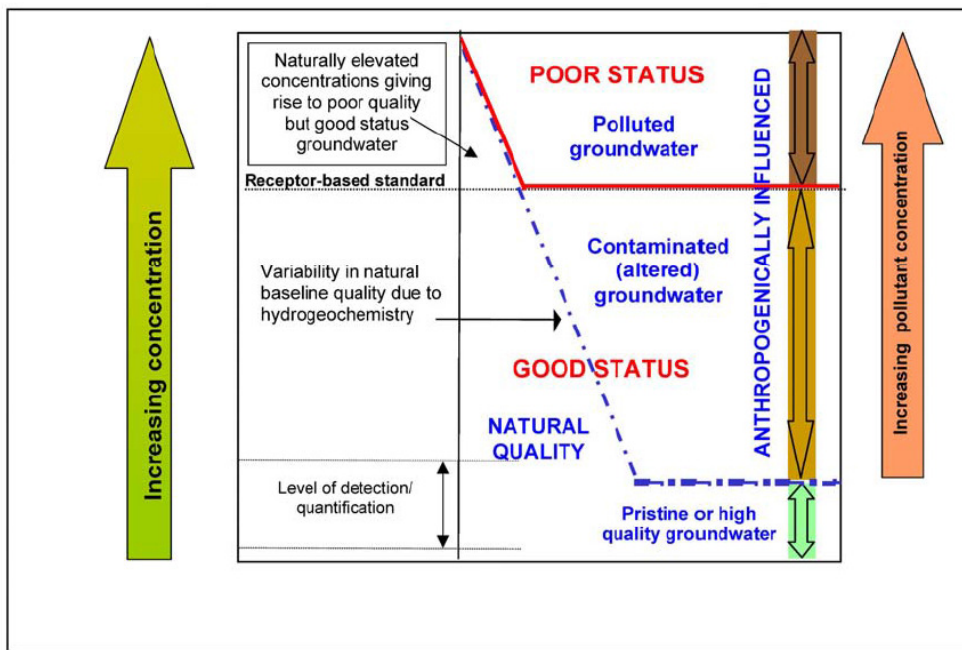 Increasing concentration
Naturally elevated
concentrations giving
rise to poor quality
but good status
groundwater
Receptor-based standard
Variability in natural
baseline quality due to
hydrogeochemistry
Level of detection/
quantification
POOR STATUS
Polluted
groundwater
Contaminated
(altered)
groundwater
GOOD STATUS
NATURAL
QUALITY
Pristine or high
quality groundwater
ANTHROPOGENICALLY INFLUENCED
Increasing pollutant concentration